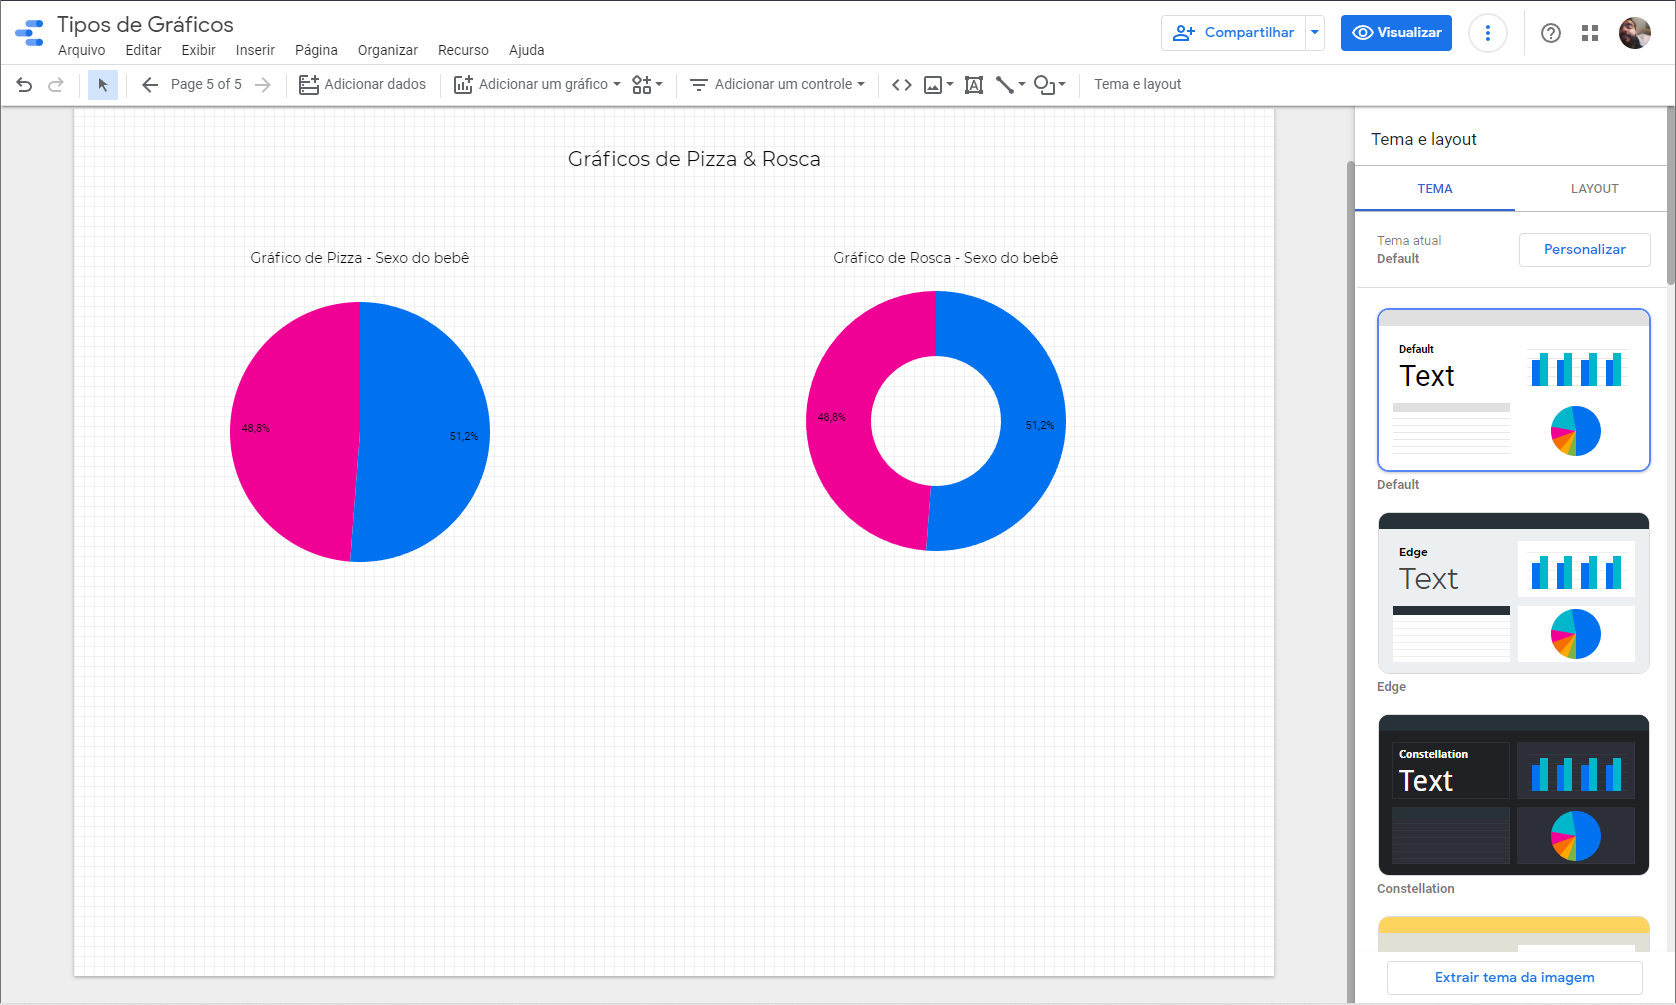 Tipos de Gráficos
Arquivo Editar Exibir Inserir Página Organizar Recurso Ajuda
Compartilhar
Visualizar
Page 5 of 5
Adicionar dados
Adicionar um gráfico
Adicionar um controle
Tema e layout
Gráficos de Pizza & Rosca
Gráfico de Pizza - Sexo do bebê
48,8%
51,2%
Gráfico de Rosca - Sexo do bebê
48,8%
51,2%
Tema e layout
TEMA LAYOUT
Tema atual
Default
Personalizar
Default
Text
Default
Edge
Text
Edge
Constellation
Text
Constellation
Extrair tema da imagem